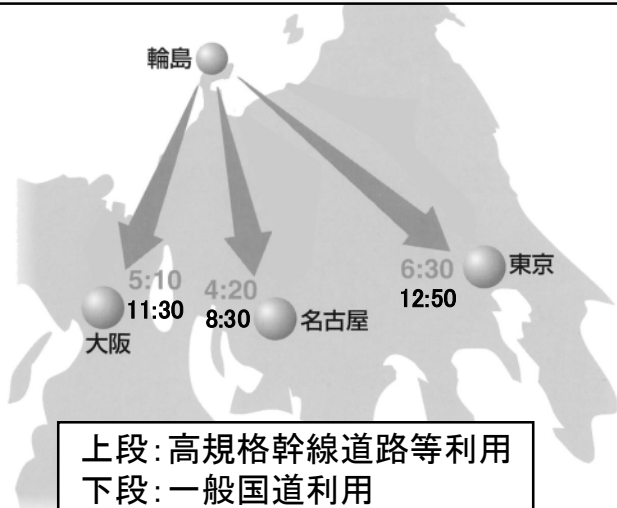 輪島
5:10
11:30
大阪
4:20
8:30
名古屋
6:30
12:50
東京
上段:高規格幹線道路等利用
下段:一般国道利用